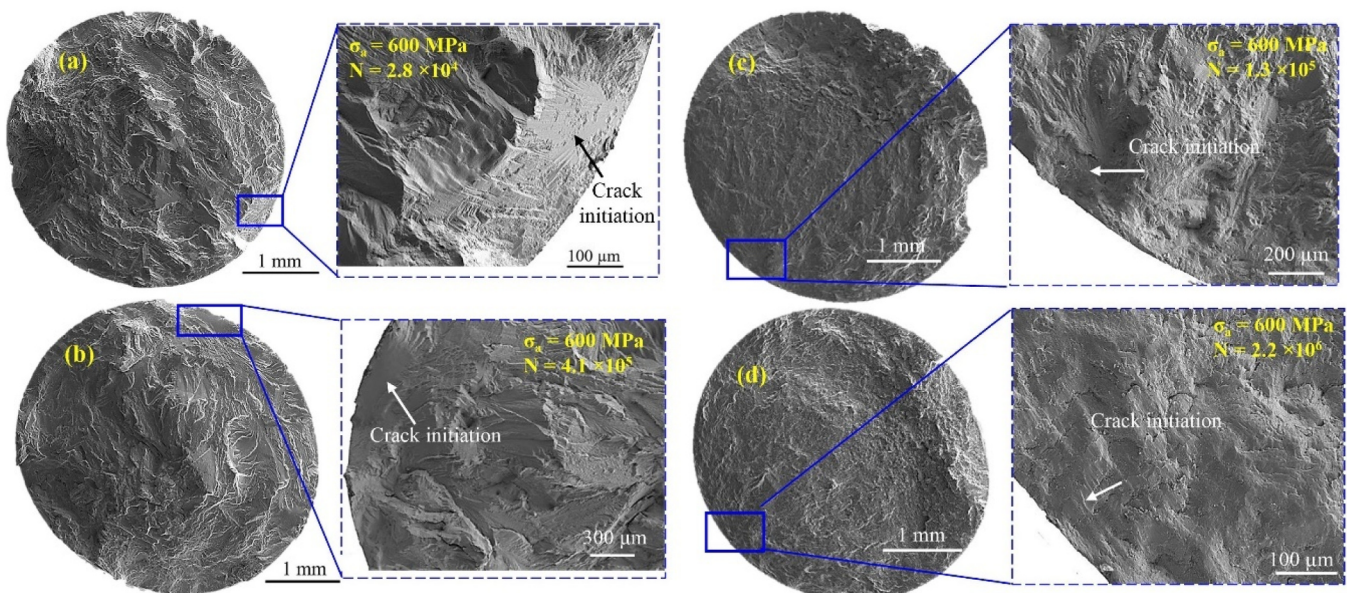 (a)
σₐ = 600 MPa
N = 2.8 ×10⁴
Crack
initiation
100 μm
1 mm
(b)
σₐ = 600 MPa
N = 4.1 ×10⁵
Crack initiation
300 μm
1 mm
(c)
σₐ = 600 MPa
N = 1.3 ×10⁵
Crack initiation
200 μm
1 mm
(d)
σₐ = 600 MPa
N = 2.2 ×10⁶
Crack initiation
100 μm
1 mm